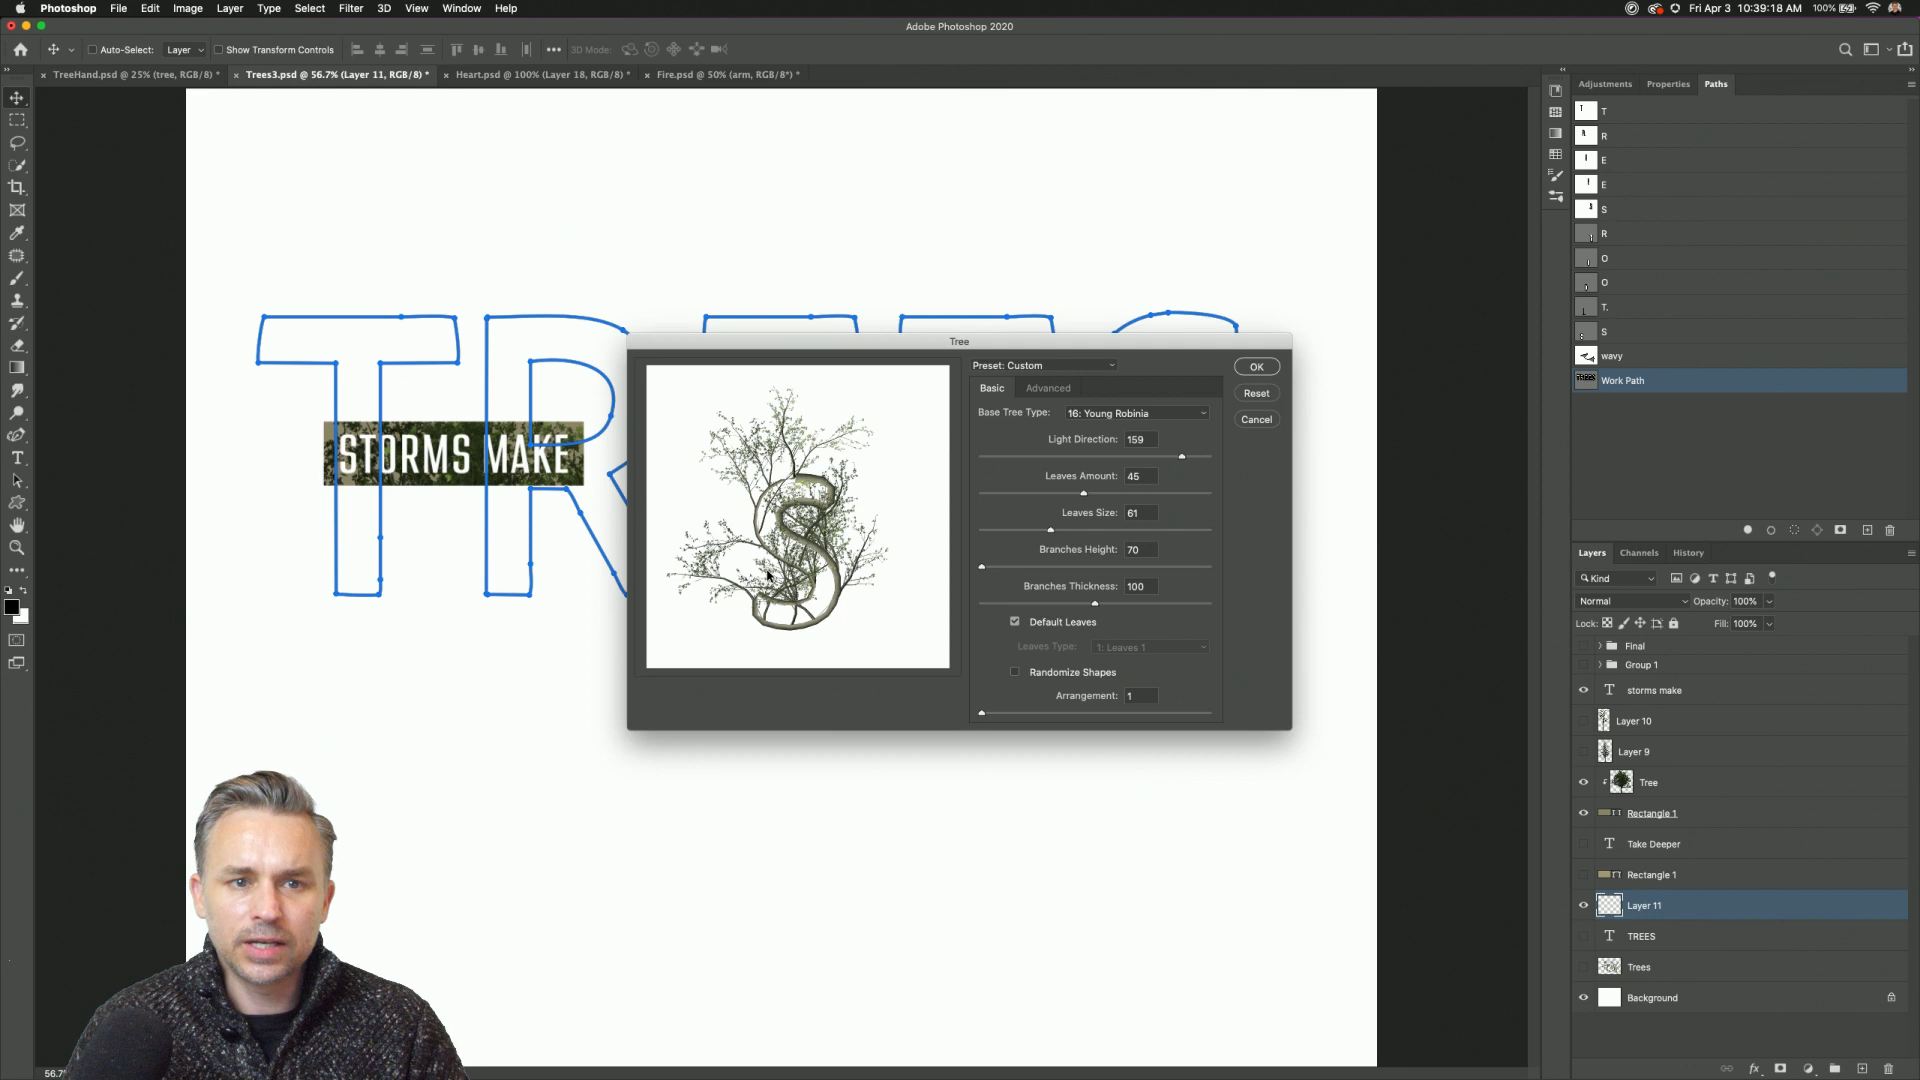 Photoshop File Edit Image Layer Type Select Filter 3D View Window Help
Fri Apr 3 10:39:18 AM 100%
Adobe Photoshop 2020
Auto-Select: Layer Show Transform Controls 3D Mode:
TreeHand.psd @ 25% (tree, RGB/8) * Trees3.psd @ 56.7% (Layer 11, RGB/8) * Heart.psd @ 100% (Layer 18, RGB/8) * Fire.psd @ 50% (arm, RGB/8*) *
Adjustments Properties Paths
T
R
E
E
S
R
O
O
T.
S
wavy
Work Path
STORMS MAKE
Tree
Preset: Custom
Basic Advanced
Base Tree Type: 16: Young Robinia
Light Direction: 159
Leaves Amount: 45
Leaves Size: 61
Branches Height: 70
Branches Thickness: 100
Default Leaves
Leaves Type: 1: Leaves 1
Randomize Shapes
Arrangement: 1
OK
Reset
Cancel
Layers Channels History
Kind
Normal Opacity: 100%
Lock: Fill: 100%
Final
Group 1
storms make
Layer 10
Layer 9
Tree
Rectangle 1
Take Deeper
Rectangle 1
Layer 11
TREES
Trees
Background
56.7